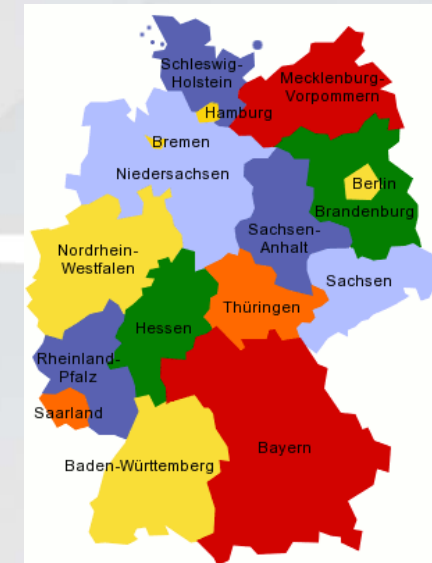 Schleswig-
Holstein
Mecklenburg-
Vorpommern
Hamburg
Bremen
Niedersachsen
Berlin
Brandenburg
Sachsen-
Anhalt
Nordrhein-
Westfalen
Sachsen
Thüringen
Hessen
Rheinland-
Pfalz
Saarland
Bayern
Baden-Württemberg